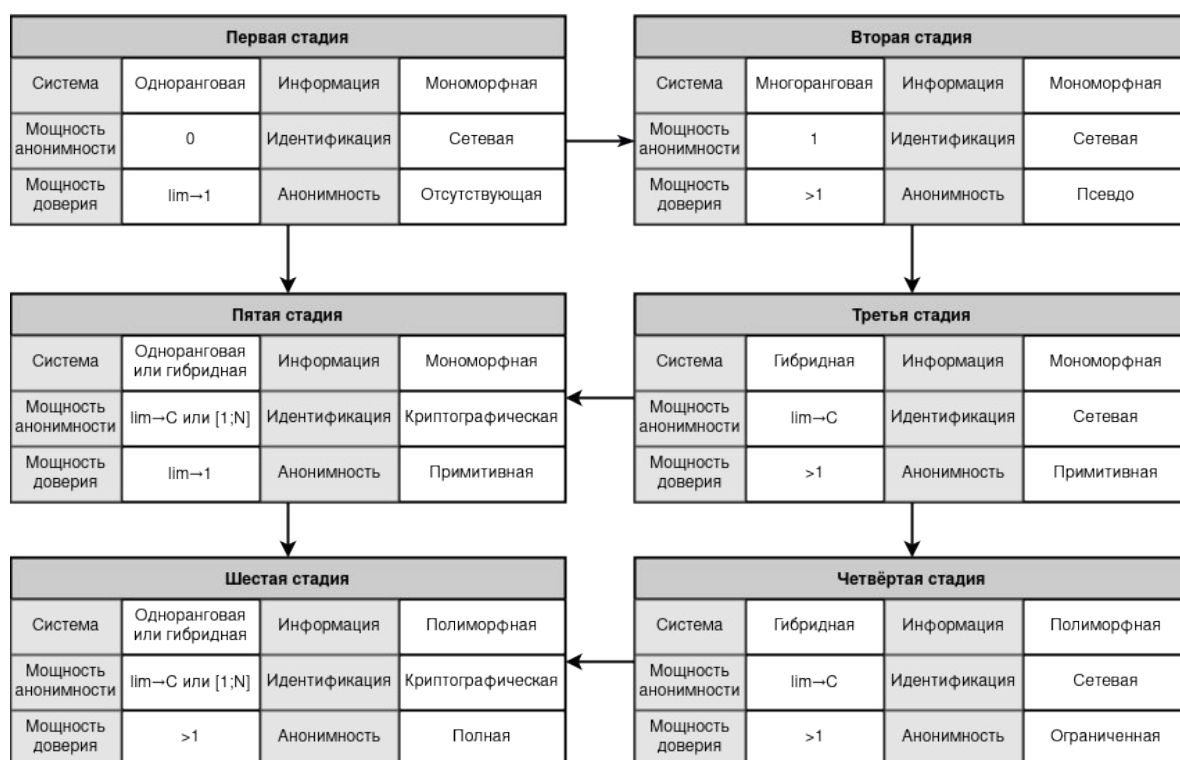 Первая стадия
Система Одноранговая Информация Мономорфная
Мощность анонимности 0 Идентификация Сетевая
Мощность доверия lim→1 Анонимность Отсутствующая
Вторая стадия
Система Многоранговая Информация Мономорфная
Мощность анонимности 1 Идентификация Сетевая
Мощность доверия >1 Анонимность Псевдо
Пятая стадия
Система Одноранговая или гибридная Информация Мономорфная
Мощность анонимности lim→C или [1;N] Идентификация Криптографическая
Мощность доверия lim→1 Анонимность Примитивная
Третья стадия
Система Гибридная Информация Мономорфная
Мощность анонимности lim→C Идентификация Сетевая
Мощность доверия >1 Анонимность Примитивная
Шестая стадия
Система Одноранговая или гибридная Информация Полиморфная
Мощность анонимности lim→C или [1;N] Идентификация Криптографическая
Мощность доверия >1 Анонимность Полная
Четвёртая стадия
Система Гибридная Информация Полиморфная
Мощность анонимности lim→C Идентификация Сетевая
Мощность доверия >1 Анонимность Ограниченная